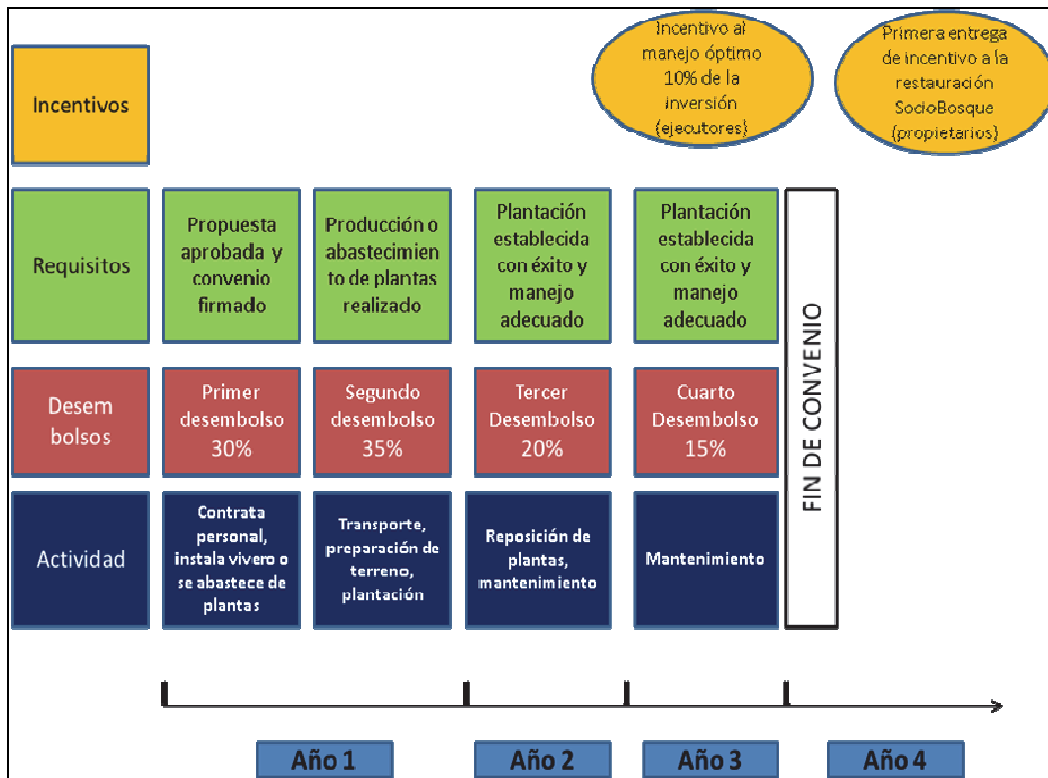 Incentivos
Incentivo al
manejo óptimo
10% de la
inversión
(ejecutores)
Primera entrega
de incentivo a la
restauración
SocioBosque
(propietarios)
Requisitos
Propuesta
aprobada y
convenio
firmado
Producción o
abastecimien
to de plantas
realizado
Plantación
establecida
con éxito y
manejo
adecuado
Plantación
establecida
con éxito y
manejo
adecuado
Desem
bolsos
Primer
desembolso
30%
Segundo
desembolso
35%
Tercer
Desembolso
20%
Cuarto
Desembolso
15%
Actividad
Contrata
personal,
instala vivero o
se abastece de
plantas
Transporte,
preparación de
terreno,
plantación
Reposición de
plantas,
mantenimiento
Mantenimiento
FIN DE CONVENIO
Año 1
Año 2
Año 3
Año 4